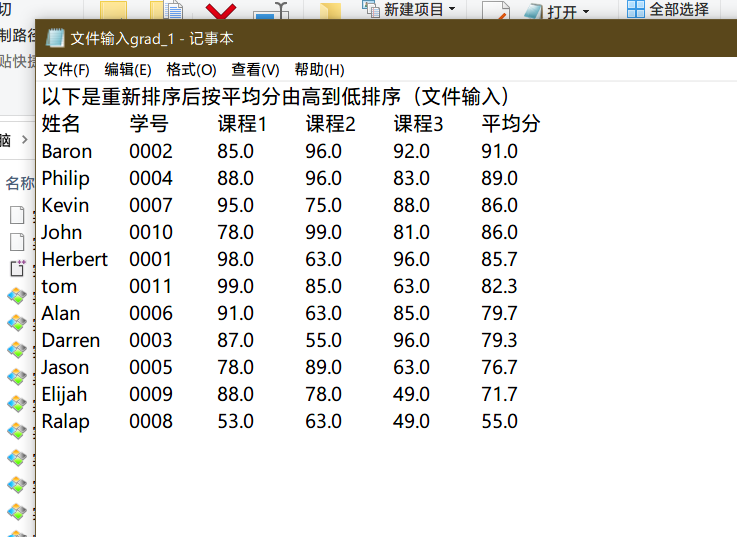 切
新建项目
打开
全部选择
制路径
贴快捷
文件输入grad_1 - 记事本
文件(F) 编辑(E) 格式(O) 查看(V) 帮助(H)
以下是重新排序后按平均分由高到低排序（文件输入）
姓名 学号 课程1 课程2 课程3 平均分
Baron 0002 85.0 96.0 92.0 91.0
Philip 0004 88.0 96.0 83.0 89.0
Kevin 0007 95.0 75.0 88.0 86.0
John 0010 78.0 99.0 81.0 86.0
Herbert 0001 98.0 63.0 96.0 85.7
tom 0011 99.0 85.0 63.0 82.3
Alan 0006 91.0 63.0 85.0 79.7
Darren 0003 87.0 55.0 96.0 79.3
Jason 0005 78.0 89.0 63.0 76.7
Elijah 0009 88.0 78.0 49.0 71.7
Ralap 0008 53.0 63.0 49.0 55.0
脑
名称